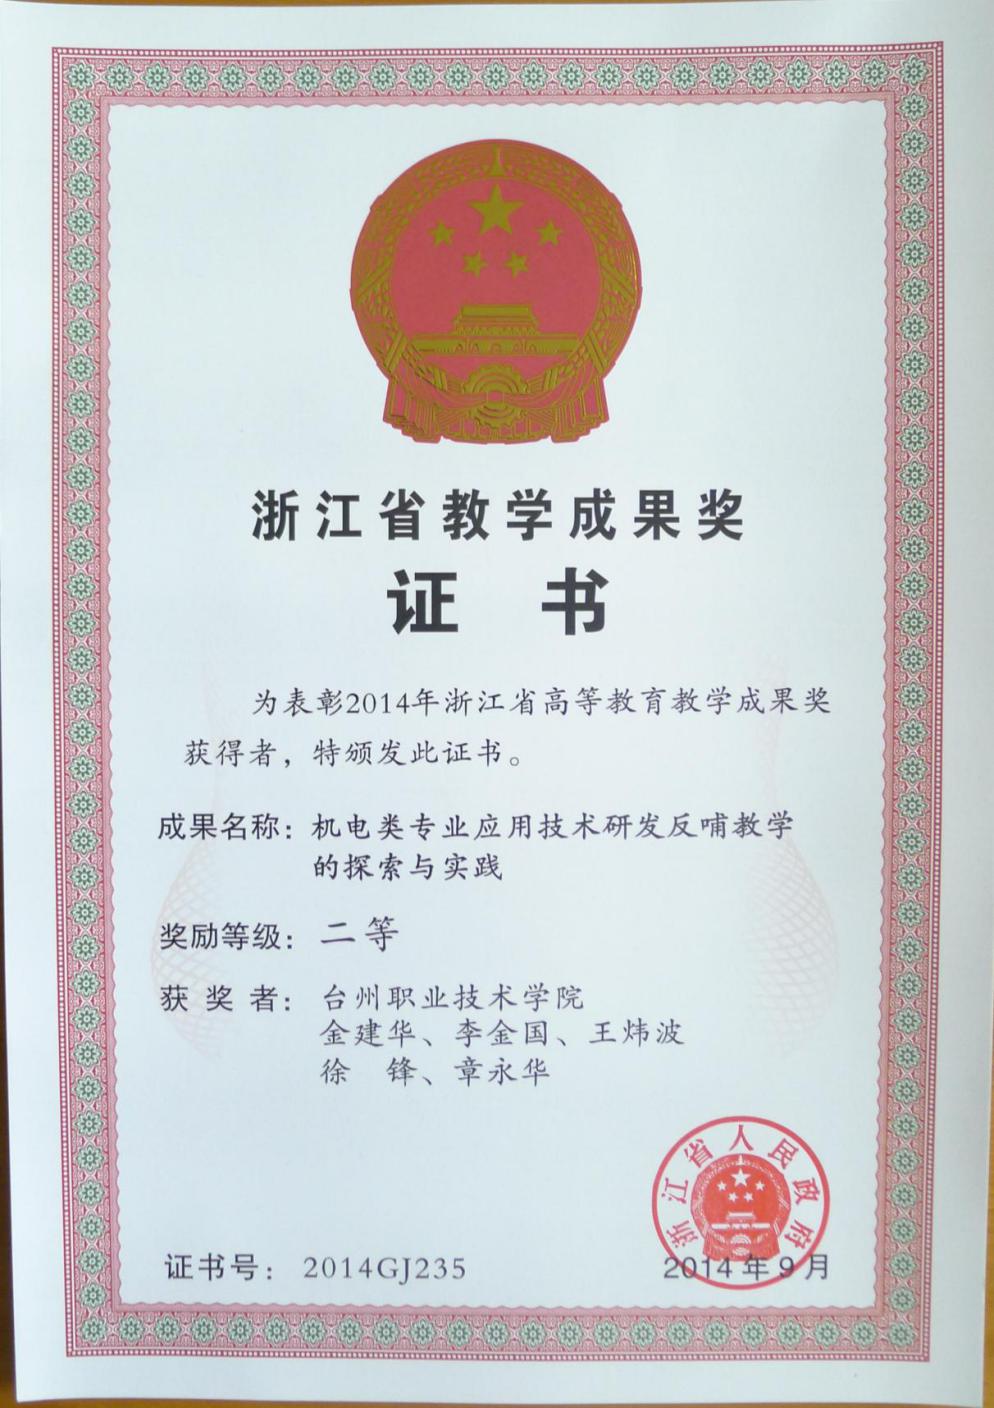 浙江省教学成果奖
证 书
为表彰2014年浙江省高等教育教学成果奖
获得者，特颁发此证书。
成果名称：机电类专业应用技术研发反哺教学
的探索与实践
奖励等级：二等
获 奖 者：台州职业技术学院
金建华、李金国、王炜波
徐　锋、章永华
浙江省人民政府
证书号：2014GJ235
2014年9月